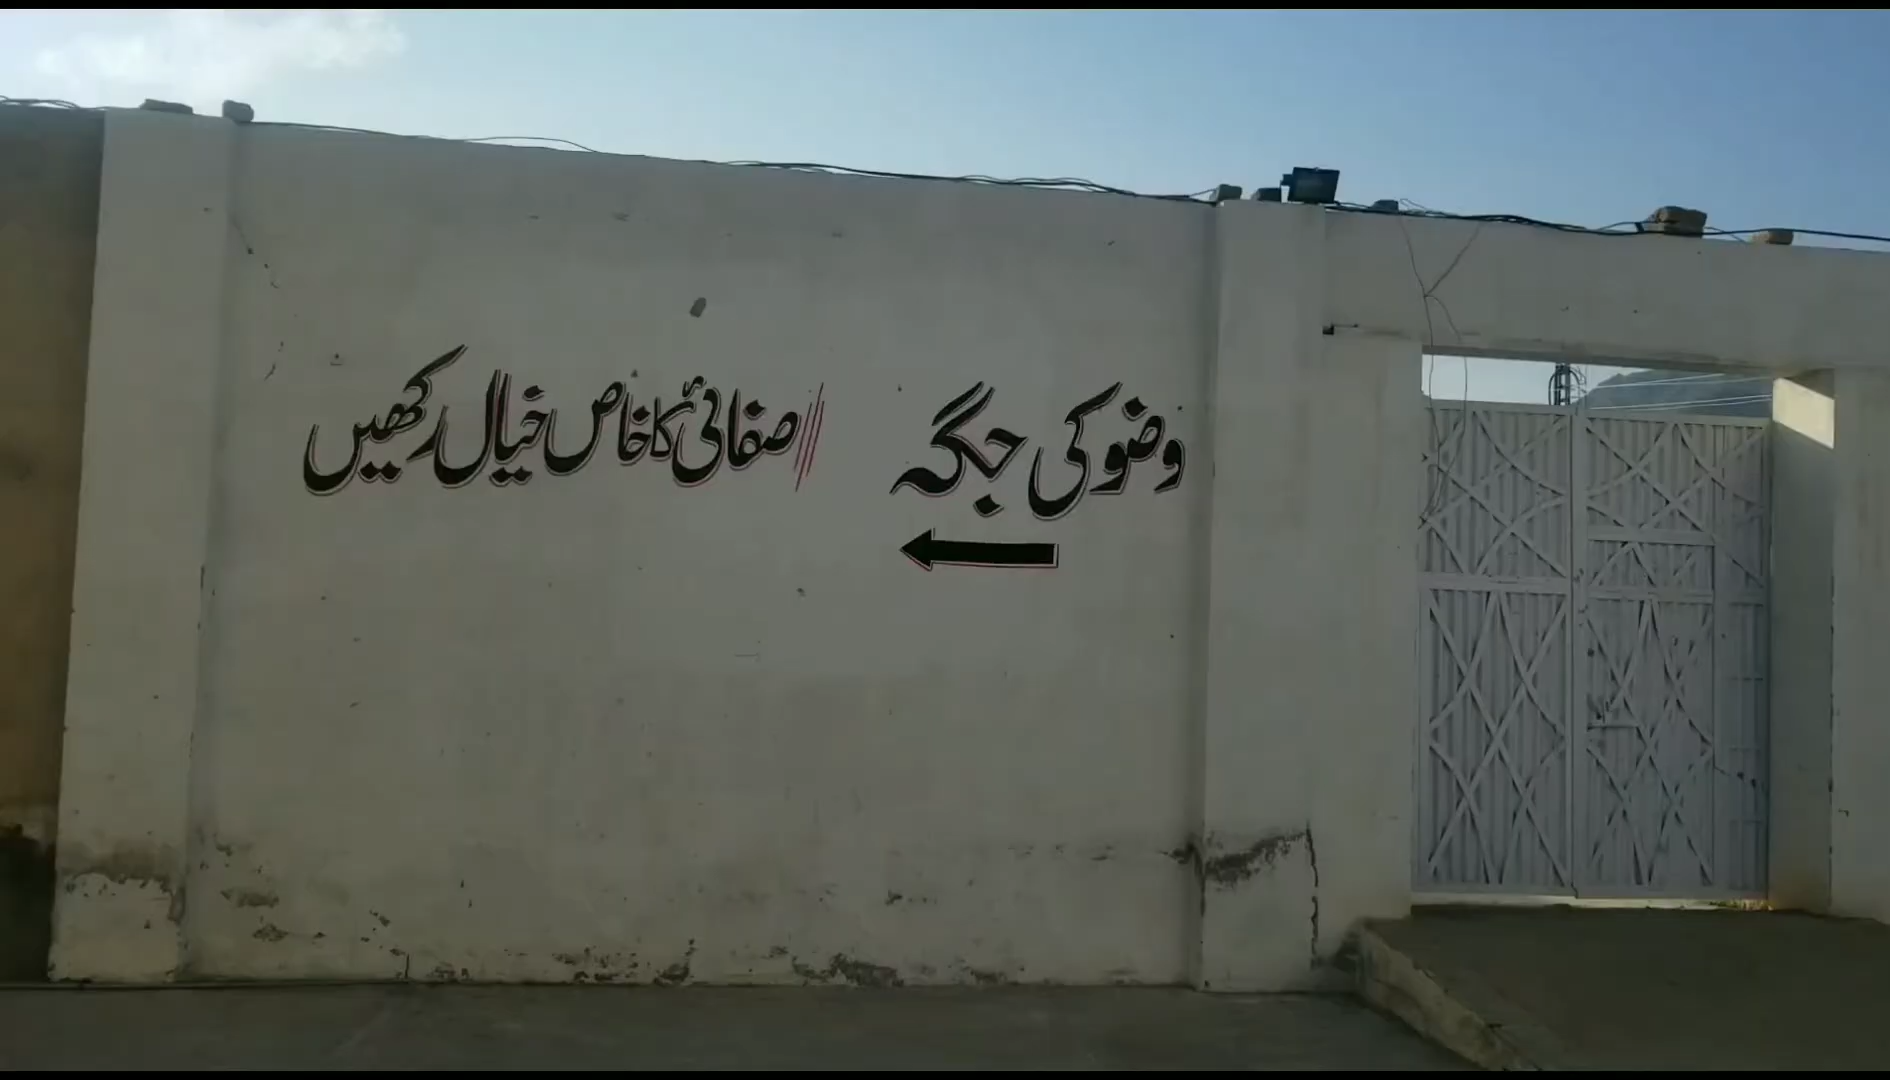 وضو کی جگہ
صفائی کا خاص خیال رکھیں